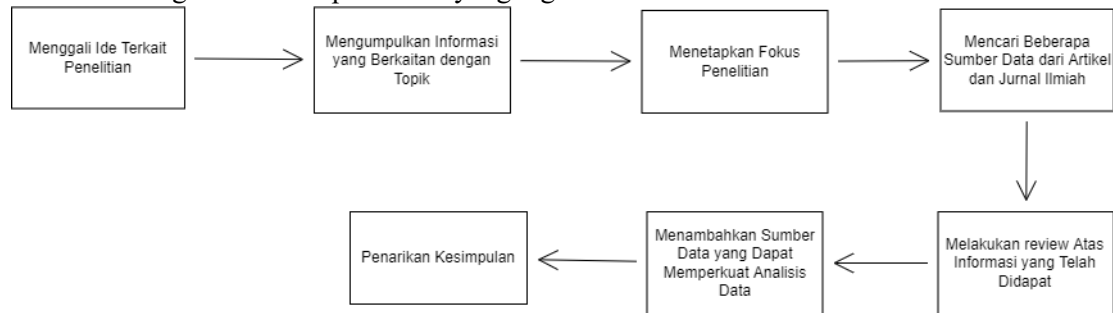 Menggali Ide Terkait
Penelitian
Mengumpulkan Informasi
yang Berkaitan dengan
Topik
Menetapkan Fokus
Penelitian
Mencari Beberapa
Sumber Data dari Artikel
dan Jurnal Ilmiah
Melakukan review Atas
Informasi yang Telah
Didapat
Menambahkan Sumber
Data yang Dapat
Memperkuat Analisis
Data
Penarikan Kesimpulan